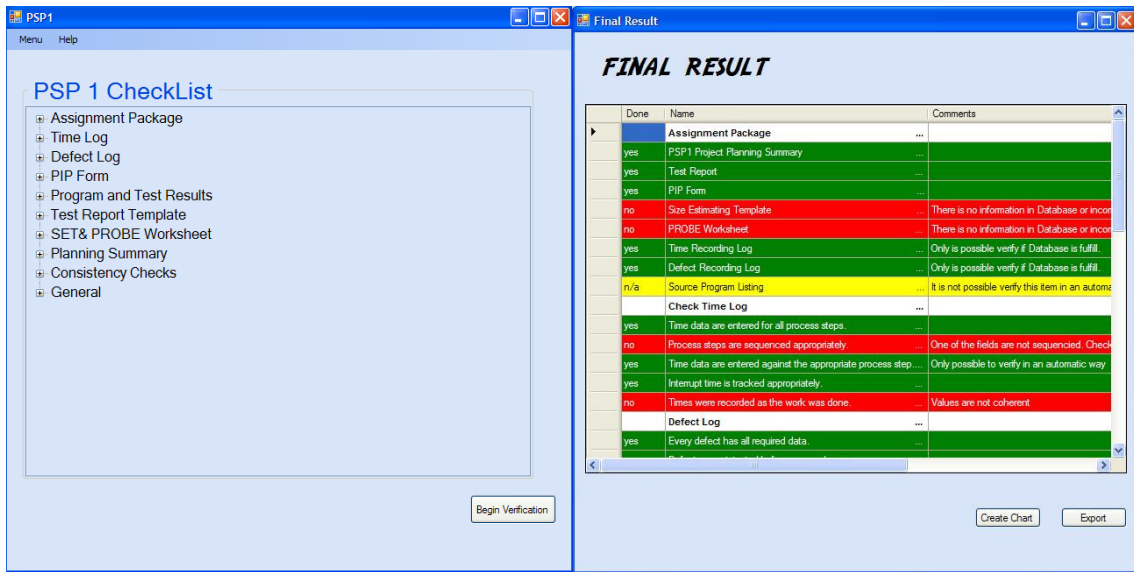 PSP1
Menu Help
PSP 1 CheckList
Assignment Package
Time Log
Defect Log
PIP Form
Program and Test Results
Test Report Template
SET& PROBE Worksheet
Planning Summary
Consistency Checks
General
Begin Verification
Final Result
FINAL RESULT
Done Name Comments
Assignment Package ...
yes PSP1 Project Planning Summary ...
yes Test Report ...
yes PIP Form ...
no Size Estimating Template ... There is no information in Database or incor
no PROBE Worksheet ... There is no information in Database or incor
yes Time Recording Log ... Only is possible verify if Database is fulfill.
yes Defect Recording Log ... Only is possible verify if Database is fulfill.
n/a Source Program Listing ... It is not possible verify this item in an automa
Check Time Log ...
yes Time data are entered for all process steps. ...
no Process steps are sequenced appropriately. ... One of the fields are not sequencied. Check
yes Time data are entered against the appropriate process step.... Only possible to verify in an automatic way
yes Interrupt time is tracked appropriately. ...
no Times were recorded as the work was done. ... Values are not coherent
Defect Log ...
yes Every defect has all required data. ...
Create Chart Export